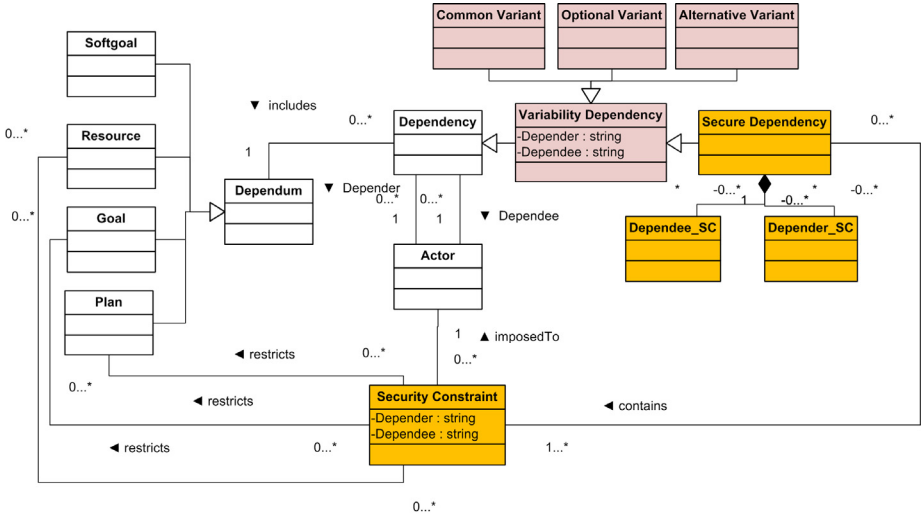 Common Variant
Optional Variant
Alternative Variant
Softgoal
▼ includes
0...*
Dependency
Variability Dependency
-Depender : string
-Dependee : string
Secure Dependency
0...*
0...*
Resource
1
Dependum
▼ Depender
0...*
0...*
*
-0...*
1
-0...*
*
-0...*
0...*
Goal
1
1
▼ Dependee
Dependee_SC
Depender_SC
Actor
Plan
1
▲ imposedTo
◄ restricts
0...*
0...*
0...*
◄ restricts
Security Constraint
-Depender : string
-Dependee : string
◄ contains
◄ restricts
0...*
1...*
0...*